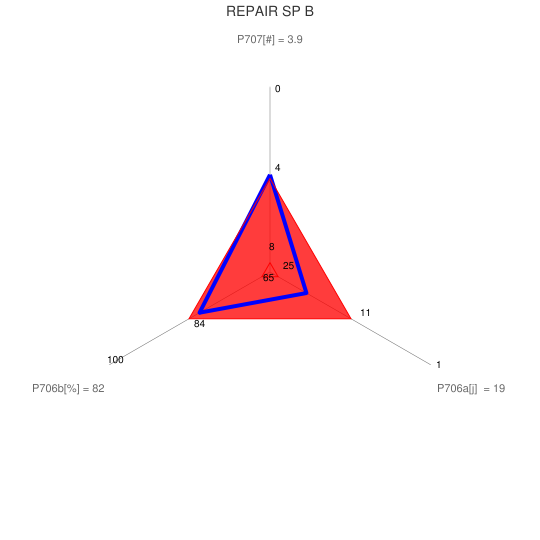 REPAIR SP B
P707[#] = 3.9
0
4
8
25
65
11
84
100
1
P706b[%] = 82
P706a[j]  = 19